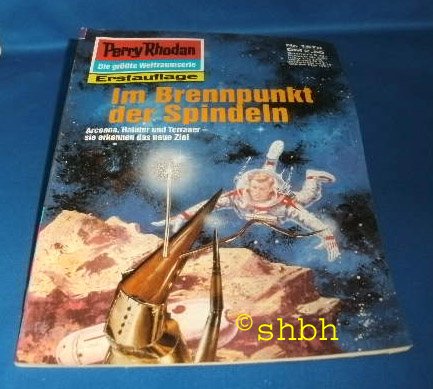 Perry Rhodan
Die größte Weltraumserie
Erstauflage
Im Brennpunkt
der Spindeln
Arcoana, Haluter und Terraner –
sie erkennen das neue Ziel
© shbh